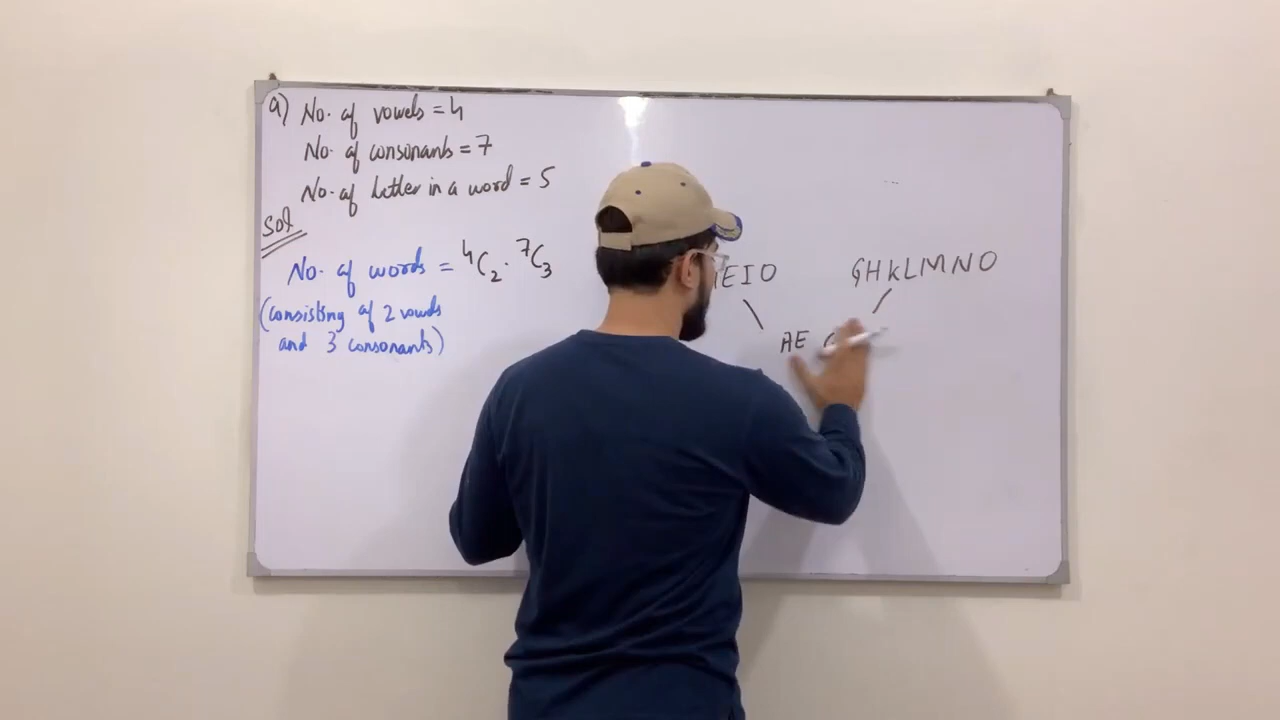 a) No. of vowels = 4
No. of consonants = 7
No. of letter in a word = 5
Sol
No. of words = ⁴C₂ · ⁷C₃
(consisting of 2 vowels
and 3 consonants)
EIO GHKLMNO
AE